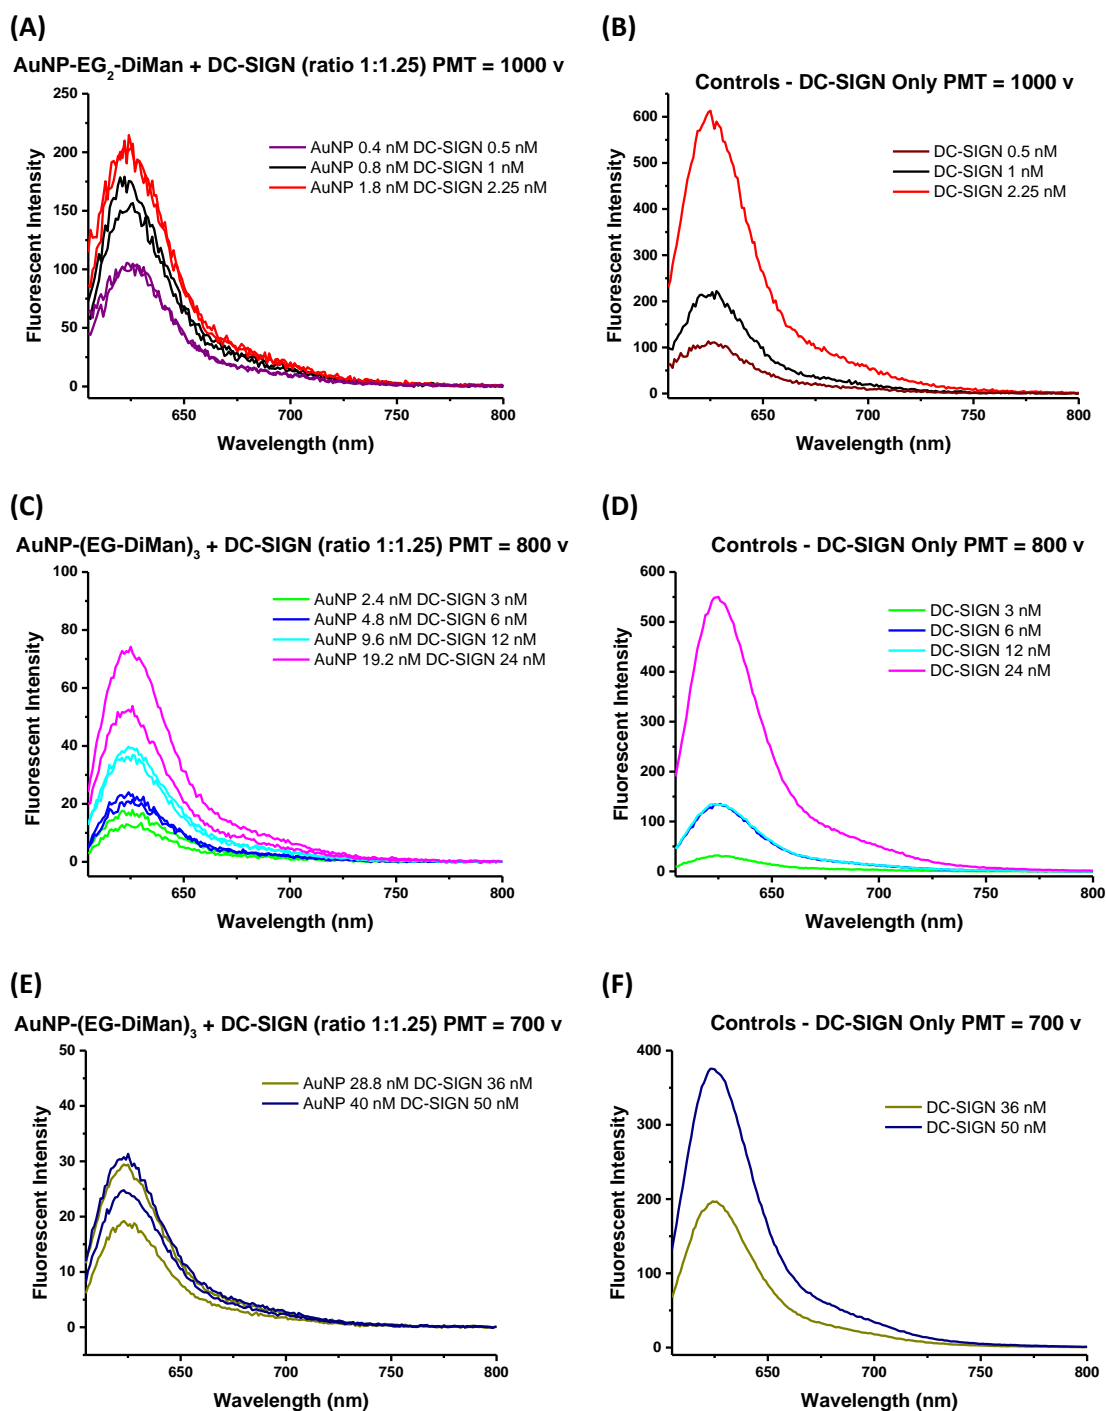 (A)
AuNP-EG2-DiMan + DC-SIGN (ratio 1:1.25) PMT = 1000 v
250
200
150
100
50
0
650
700
750
800
Fluorescent Intensity
Wavelength (nm)
AuNP 0.4 nM DC-SIGN 0.5 nM
AuNP 0.8 nM DC-SIGN 1 nM
AuNP 1.8 nM DC-SIGN 2.25 nM
(B)
Controls - DC-SIGN Only PMT = 1000 v
600
500
400
300
200
100
0
650
700
750
800
Fluorescent Intensity
Wavelength (nm)
DC-SIGN 0.5 nM
DC-SIGN 1 nM
DC-SIGN 2.25 nM
(C)
AuNP-(EG-DiMan)3 + DC-SIGN (ratio 1:1.25) PMT = 800 v
100
80
60
40
20
0
650
700
750
800
Fluorescent Intensity
Wavelength (nm)
AuNP 2.4 nM DC-SIGN 3 nM
AuNP 4.8 nM DC-SIGN 6 nM
AuNP 9.6 nM DC-SIGN 12 nM
AuNP 19.2 nM DC-SIGN 24 nM
(D)
Controls - DC-SIGN Only PMT = 800 v
600
500
400
300
200
100
0
650
700
750
800
Fluorescent Intensity
Wavelength (nm)
DC-SIGN 3 nM
DC-SIGN 6 nM
DC-SIGN 12 nM
DC-SIGN 24 nM
(E)
AuNP-(EG-DiMan)3 + DC-SIGN (ratio 1:1.25) PMT = 700 v
50
40
30
20
10
0
650
700
750
800
Fluorescent Intensity
Wavelength (nm)
AuNP 28.8 nM DC-SIGN 36 nM
AuNP 40 nM DC-SIGN 50 nM
(F)
Controls - DC-SIGN Only PMT = 700 v
400
300
200
100
0
650
700
750
800
Fluorescent Intensity
Wavelength (nm)
DC-SIGN 36 nM
DC-SIGN 50 nM